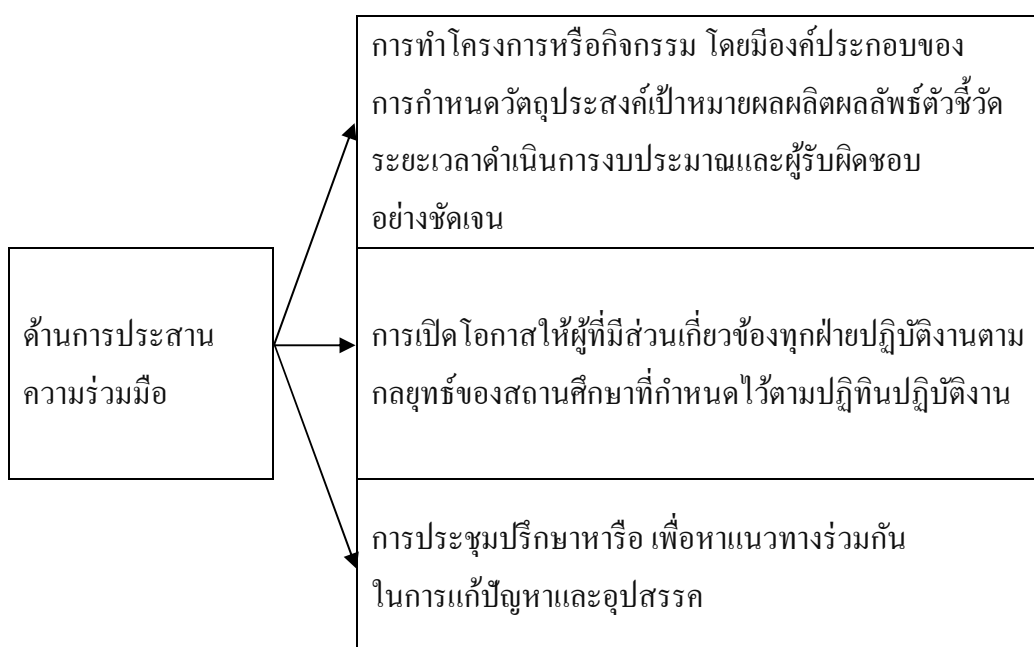 การทำโครงการหรือกิจกรรม โดยมีองค์ประกอบของ
การกำหนดวัตถุประสงค์เป้าหมายผลผลิตผลลัพธ์ตัวชี้วัด
ระยะเวลาดำเนินการงบประมาณและผู้รับผิดชอบ
อย่างชัดเจน
ด้านการประสาน
ความร่วมมือ
การเปิดโอกาสให้ผู้ที่มีส่วนเกี่ยวข้องทุกฝ่ายปฏิบัติงานตาม
กลยุทธ์ของสถานศึกษาที่กำหนดไว้ตามปฏิทินปฏิบัติงาน
การประชุมปรึกษาหารือ เพื่อหาแนวทางร่วมกัน
ในการแก้ปัญหาและอุปสรรค